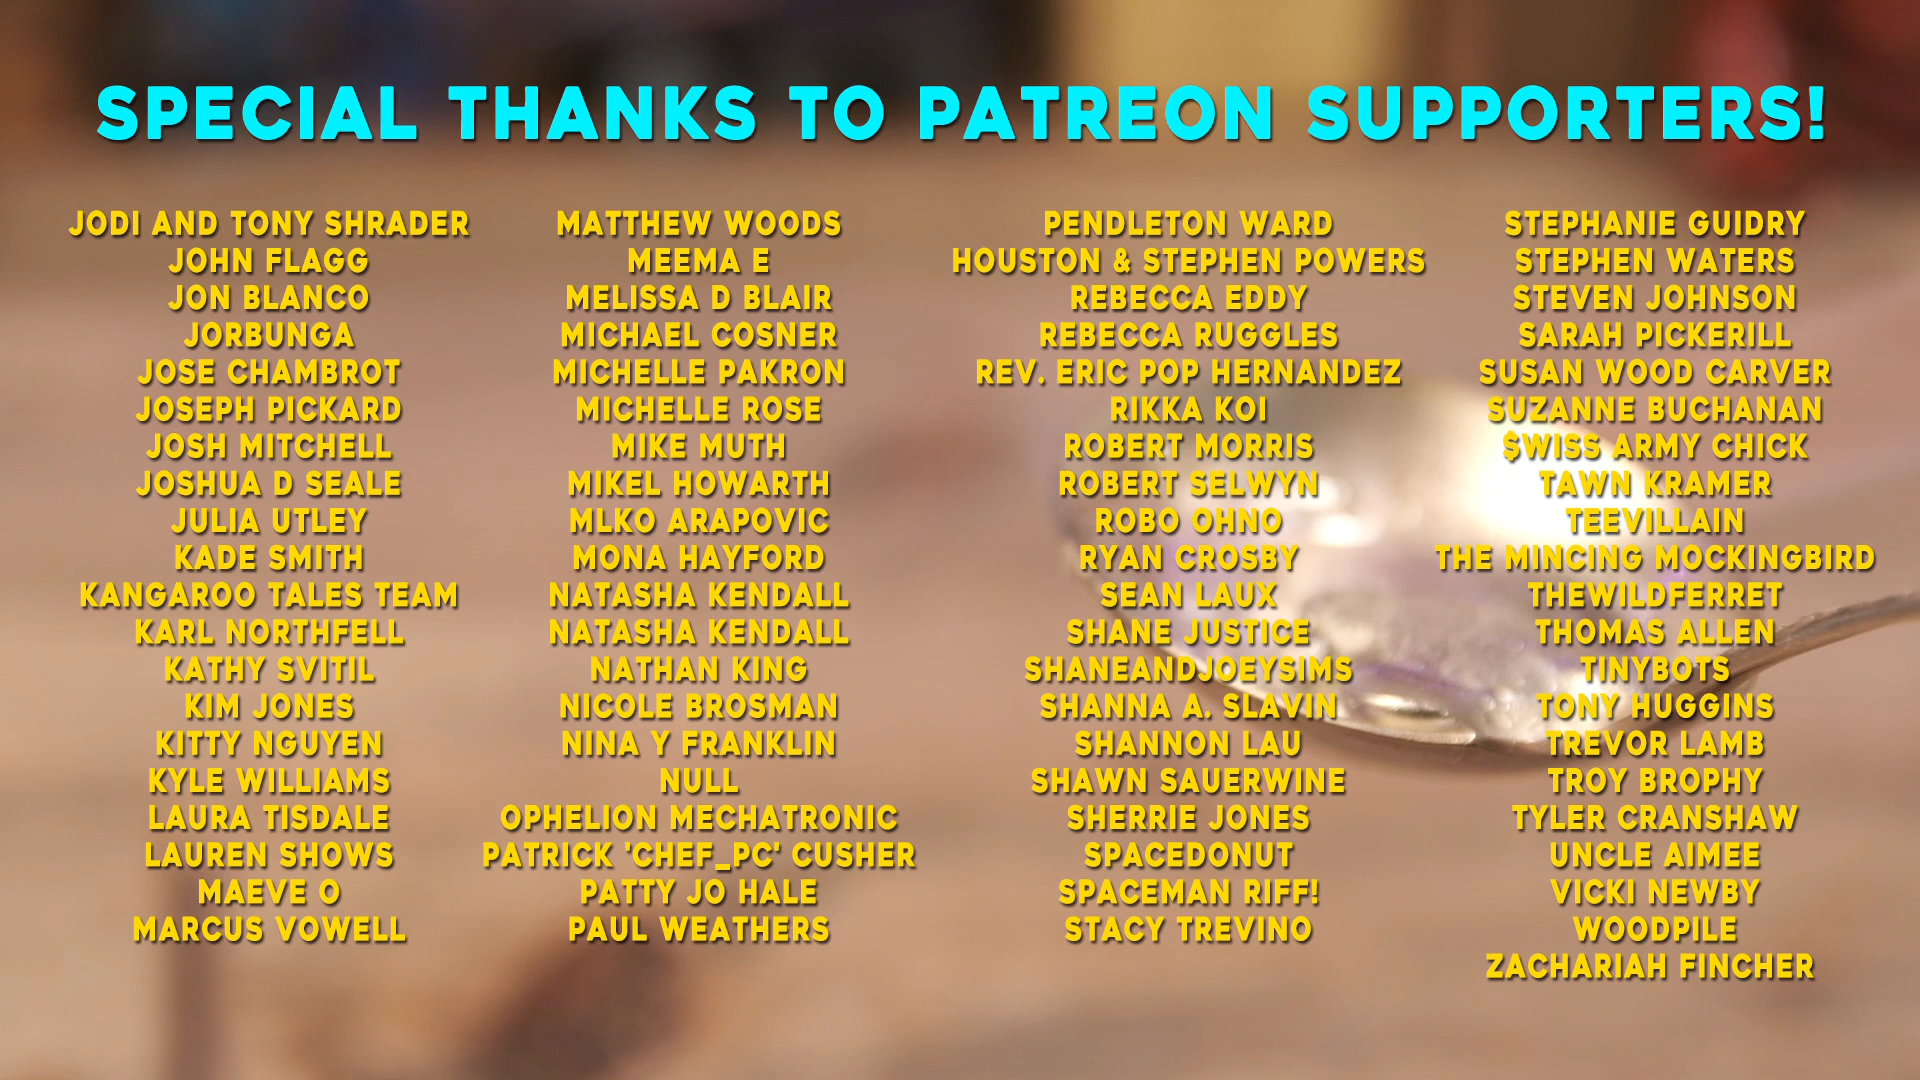 SPECIAL THANKS TO PATREON SUPPORTERS!
JODI AND TONY SHRADER
JOHN FLAGG
JON BLANCO
JORBUNGA
JOSE CHAMBROT
JOSEPH PICKARD
JOSH MITCHELL
JOSHUA D SEALE
JULIA UTLEY
KADE SMITH
KANGAROO TALES TEAM
KARL NORTHFELL
KATHY SVITIL
KIM JONES
KITTY NGUYEN
KYLE WILLIAMS
LAURA TISDALE
LAUREN SHOWS
MAEVE O
MARCUS VOWELL
MATTHEW WOODS
MEEMA E
MELISSA D BLAIR
MICHAEL COSNER
MICHELLE PAKRON
MICHELLE ROSE
MIKE MUTH
MIKEL HOWARTH
MLKO ARAPOVIC
MONA HAYFORD
NATASHA KENDALL
NATASHA KENDALL
NATHAN KING
NICOLE BROSMAN
NINA Y FRANKLIN
NULL
OPHELION MECHATRONIC
PATRICK 'CHEF_PC' CUSHER
PATTY JO HALE
PAUL WEATHERS
PENDLETON WARD
HOUSTON & STEPHEN POWERS
REBECCA EDDY
REBECCA RUGGLES
REV. ERIC POP HERNANDEZ
RIKKA KOI
ROBERT MORRIS
ROBERT SELWYN
ROBO OHNO
RYAN CROSBY
SEAN LAUX
SHANE JUSTICE
SHANEANDJOEYSIMS
SHANNA A. SLAVIN
SHANNON LAU
SHAWN SAUERWINE
SHERRIE JONES
SPACEDONUT
SPACEMAN RIFF!
STACY TREVINO
STEPHANIE GUIDRY
STEPHEN WATERS
STEVEN JOHNSON
SARAH PICKERILL
SUSAN WOOD CARVER
SUZANNE BUCHANAN
$WISS ARMY CHICK
TAWN KRAMER
TEEVILLAIN
THE MINCING MOCKINGBIRD
THEWILDFERRET
THOMAS ALLEN
TINYBOTS
TONY HUGGINS
TREVOR LAMB
TROY BROPHY
TYLER CRANSHAW
UNCLE AIMEE
VICKI NEWBY
WOODPILE
ZACHARIAH FINCHER